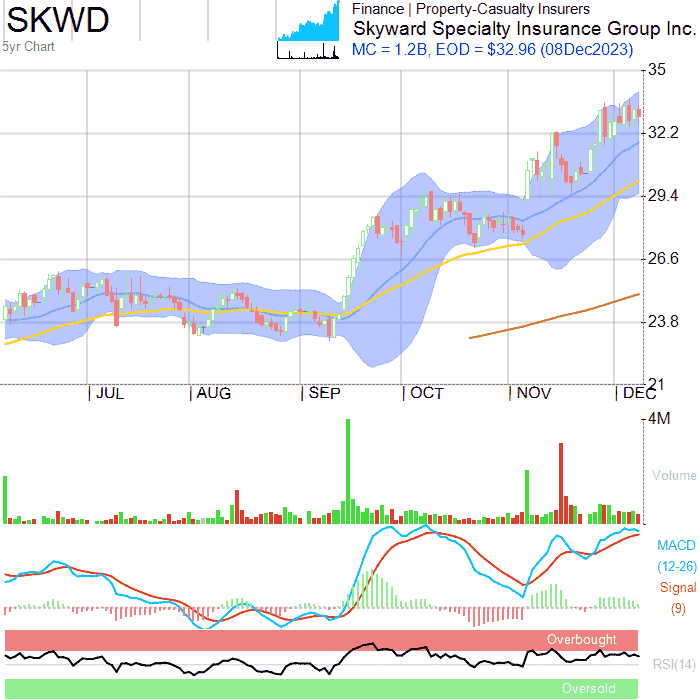 SKWD
5yr Chart
Finance | Property-Casualty Insurers
Skyward Specialty Insurance Group Inc.
MC = 1.2B, EOD = $32.96 (08Dec2023)
35
32.2
29.4
26.6
23.8
21
JUL AUG SEP OCT NOV DEC
4M
Volume
MACD
(12-26)
Signal
(9)
Overbought
RSI(14)
Oversold